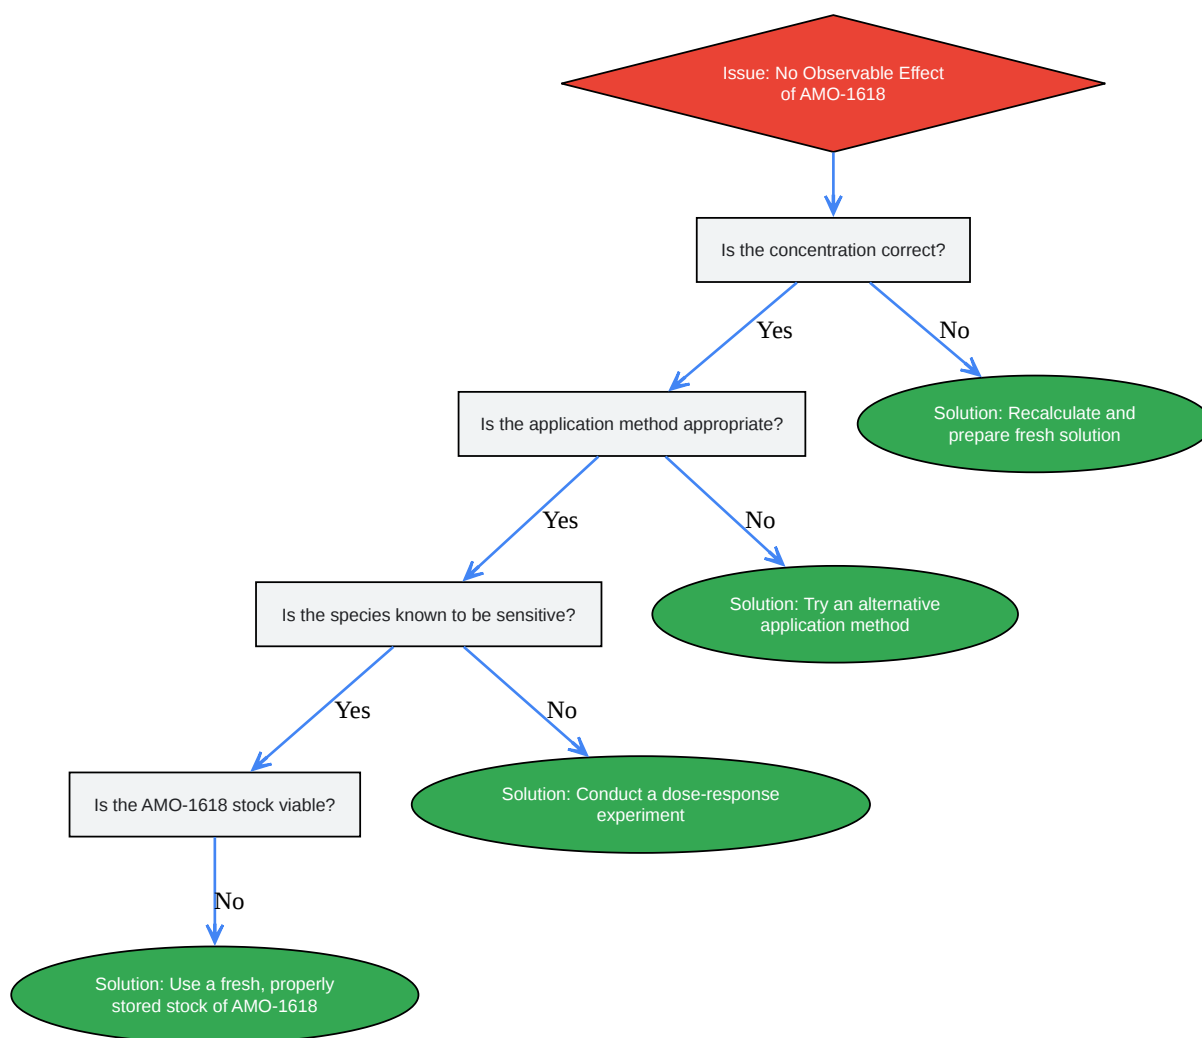 Issue: No Observable Effect
of AMO-1618
Is the concentration correct?
Yes
No
Is the application method appropriate?
Solution: Recalculate and
prepare fresh solution
Yes
No
Is the species known to be sensitive?
Solution: Try an alternative
application method
Yes
No
Is the AMO-1618 stock viable?
Solution: Conduct a dose-response
experiment
No
Solution: Use a fresh, properly
stored stock of AMO-1618